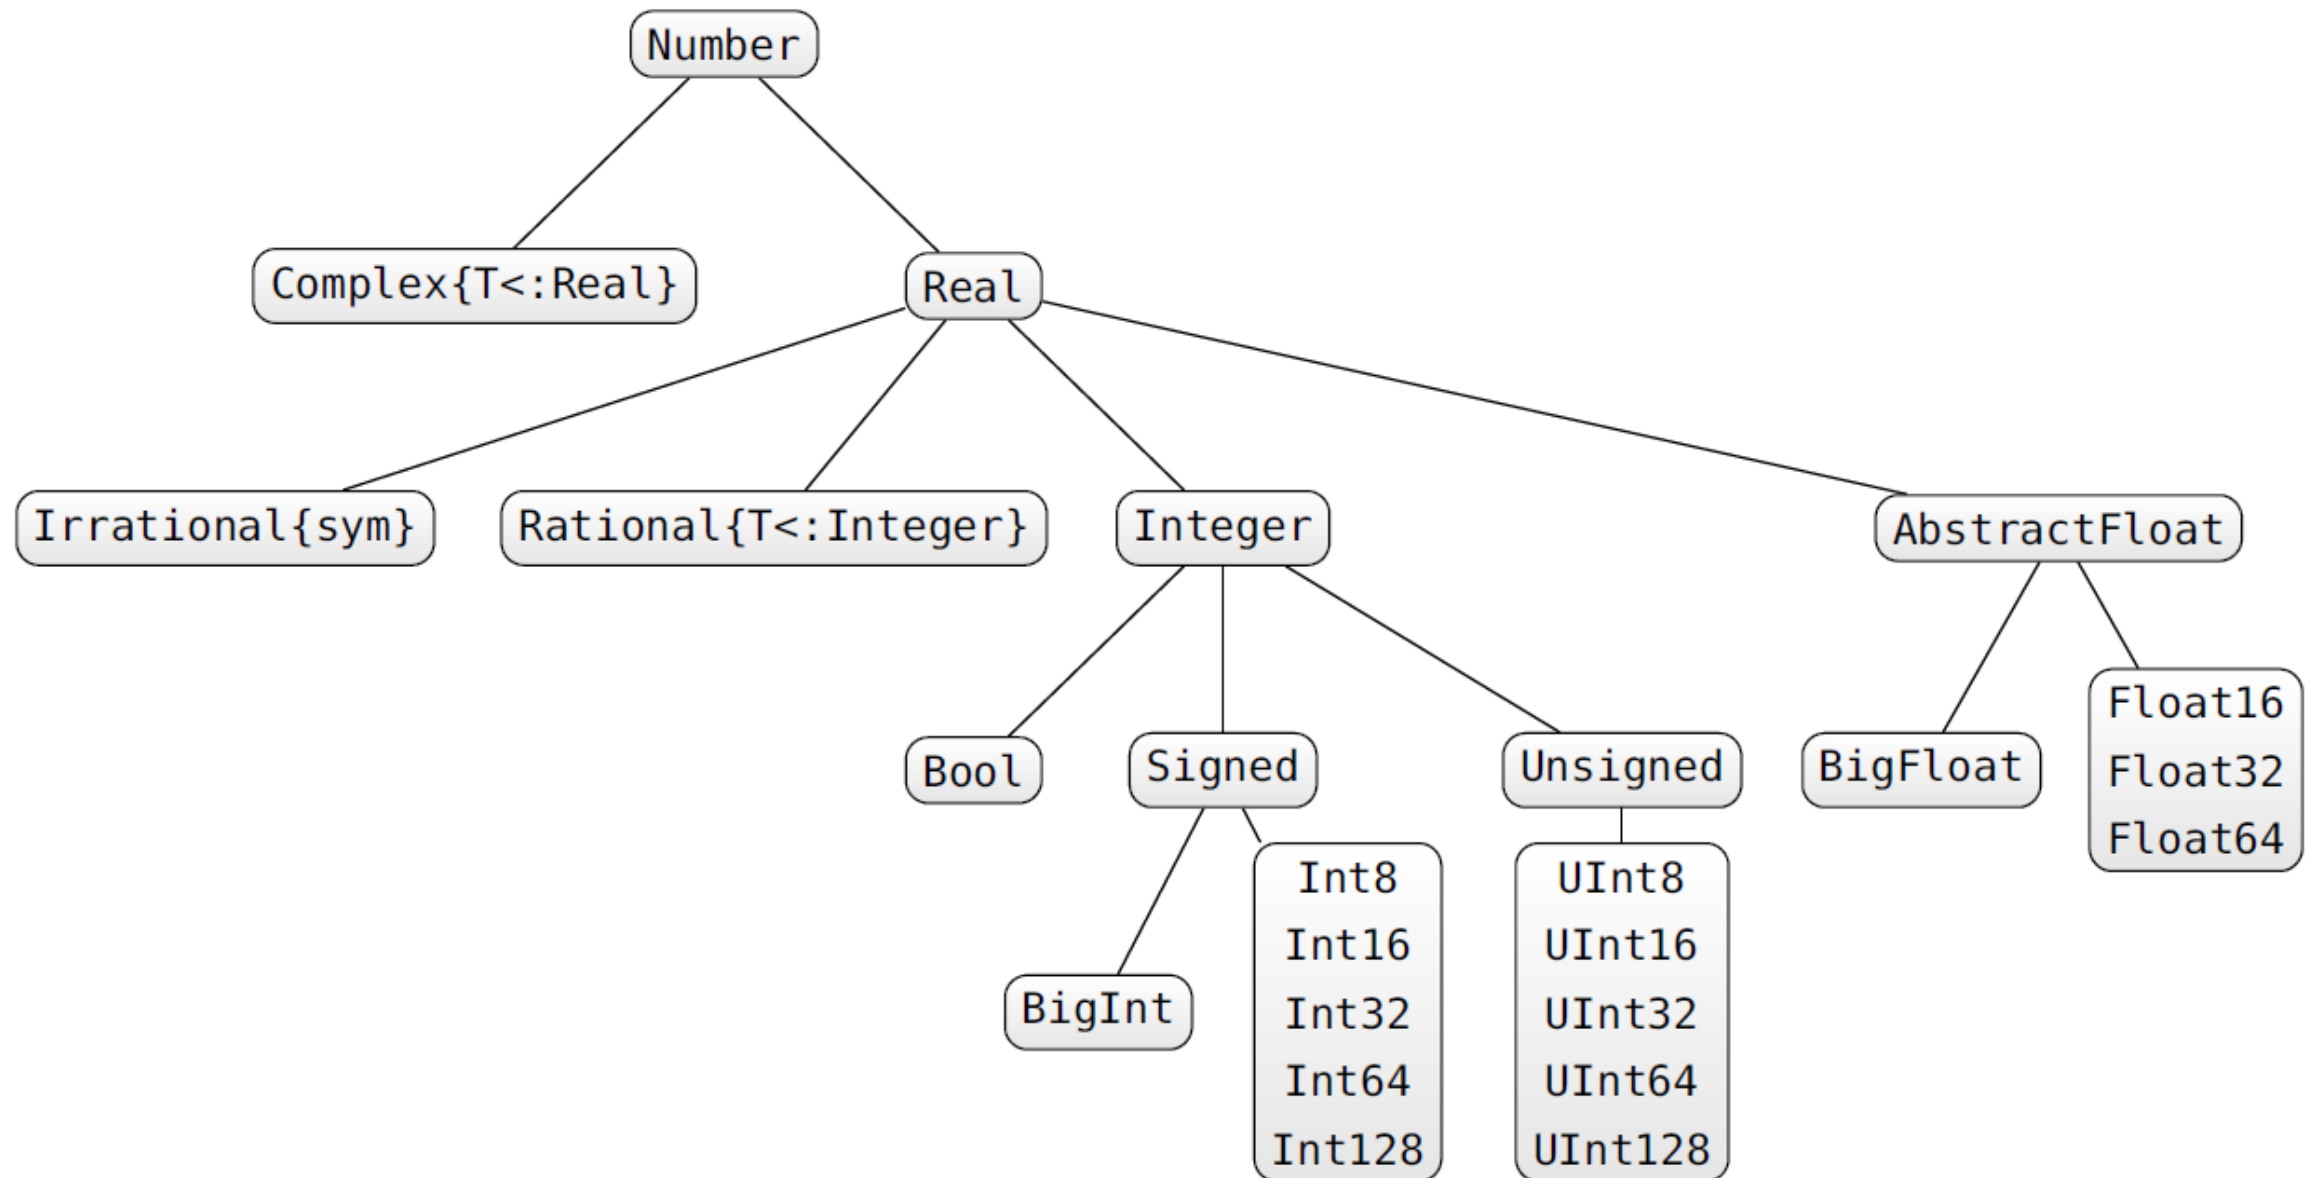 Number
Complex{T<:Real}
Real
Irrational{sym}
Rational{T<:Integer}
Integer
AbstractFloat
Bool
Signed
Unsigned
BigFloat
Float16
Float32
Float64
BigInt
Int8
Int16
Int32
Int64
Int128
UInt8
UInt16
UInt32
UInt64
UInt128